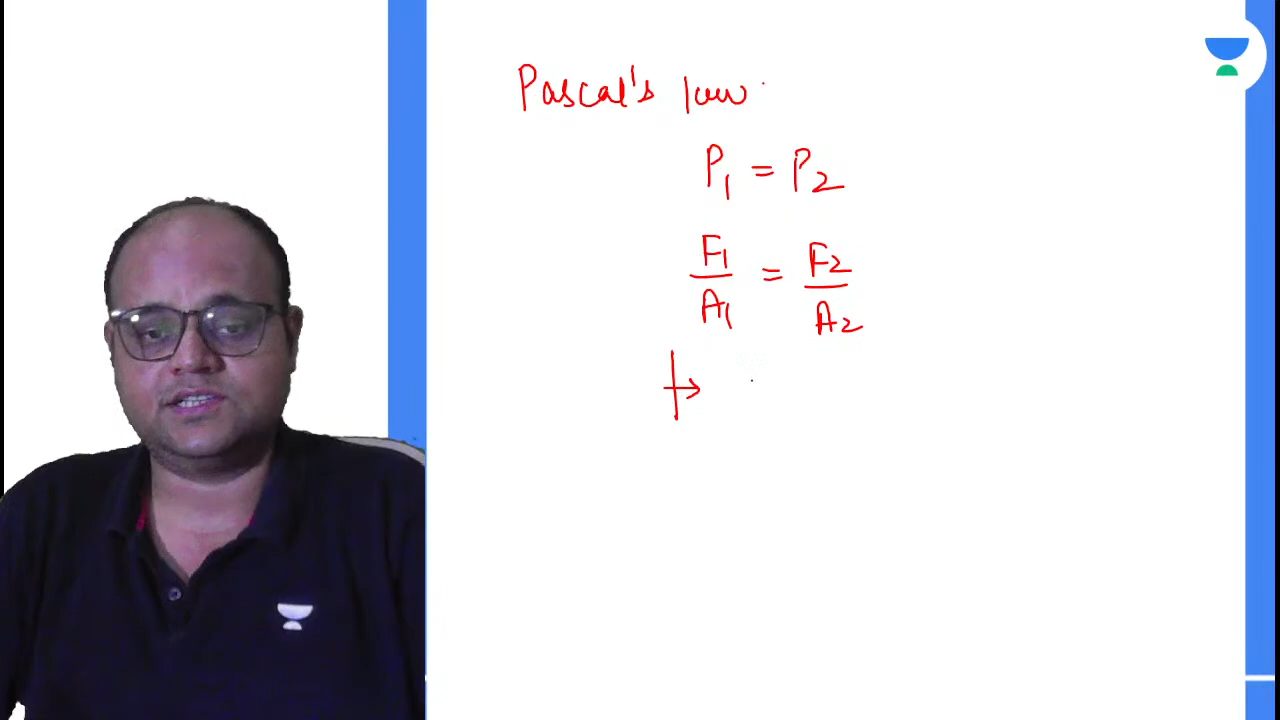 Pascal's law
P1 = P2
F1/A1 = F2/A2